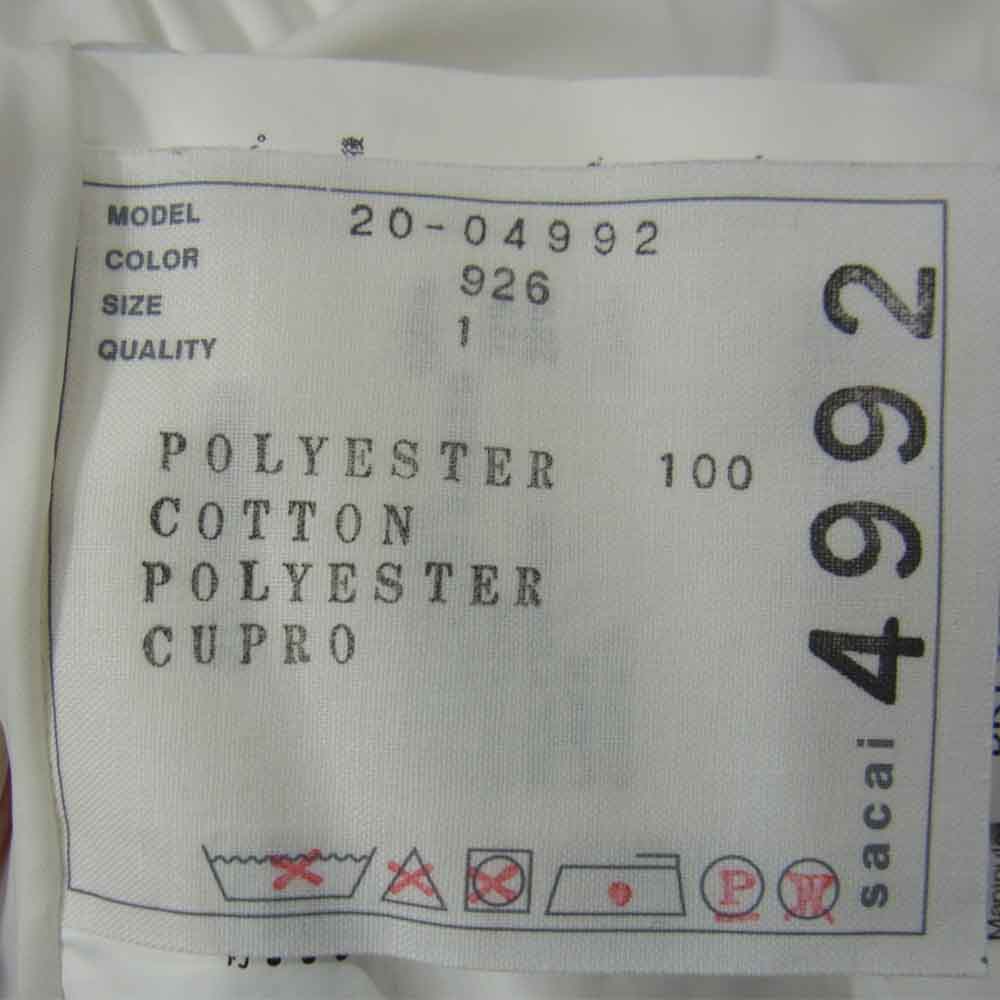 MODEL 20-04992
COLOR 926
SIZE 1
QUALITY
POLYESTER 100
COTTON
POLYESTER
CUPRO
P W
sacai 4992